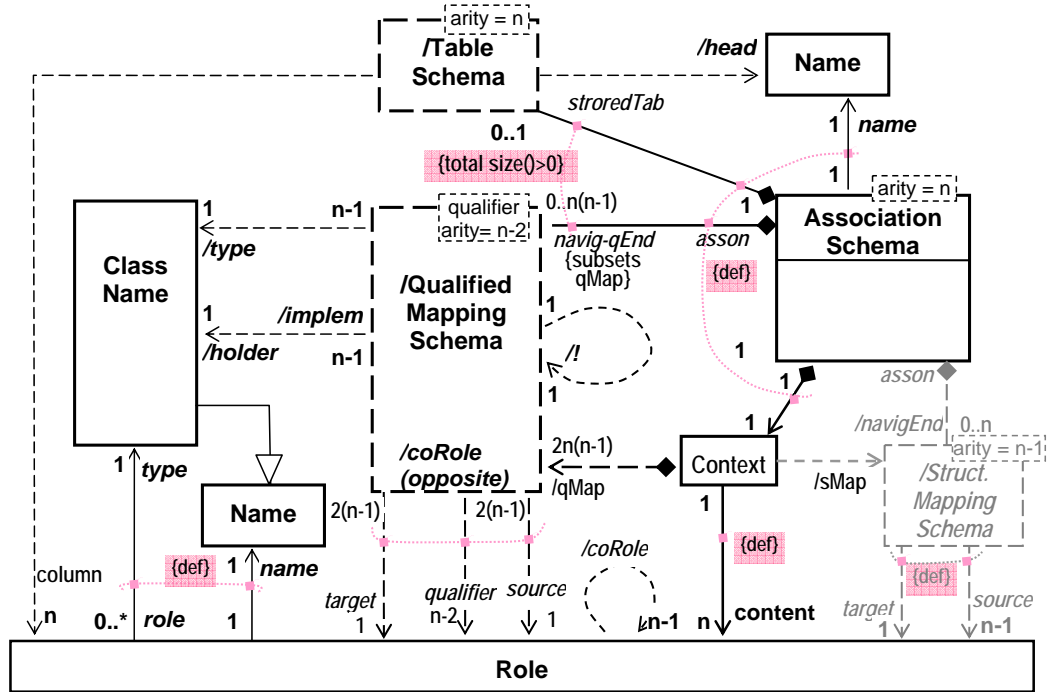 arity = n
/Table
Schema
/head
Name
stroredTab
0..1
1
name
{total size()>0}
1
1
arity = n
Association
Schema
qualifier
arity= n-2
0..n(n-1)
1
n-1
/type
navig-qEnd
{subsets
qMap}
asson
{def}
Class
Name
/Qualified
Mapping
Schema
1
/implem
/holder
n-1
1
/!
1
1
1
asson
/navigEnd
0..n
arity = n-1
1
2n(n-1)
/qMap
Context
/sMap
/Struct.
Mapping
Schema
/coRole
(opposite)
1
type
Name
2(n-1)
2(n-1)
1
{def}
/coRole
{def}
1
name
{def}
column
n
0..*
role
1
target
1
qualifier
n-2
source
1
n-1
n
content
target
1
source
n-1
Role